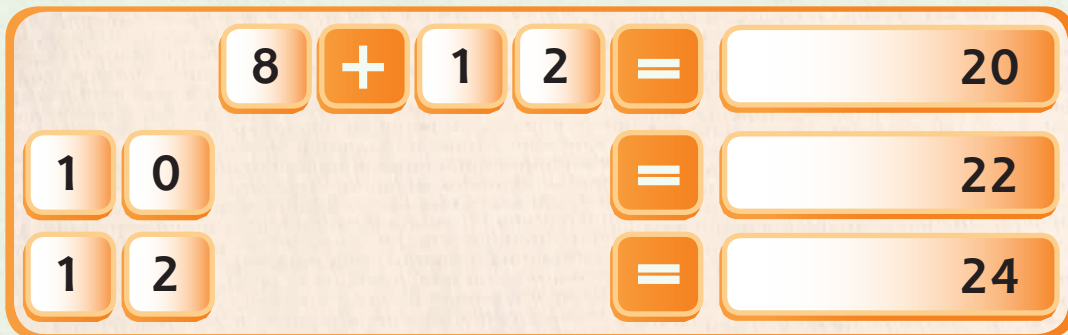 8 + 1 2 = 20
1 0 = 22
1 2 = 24